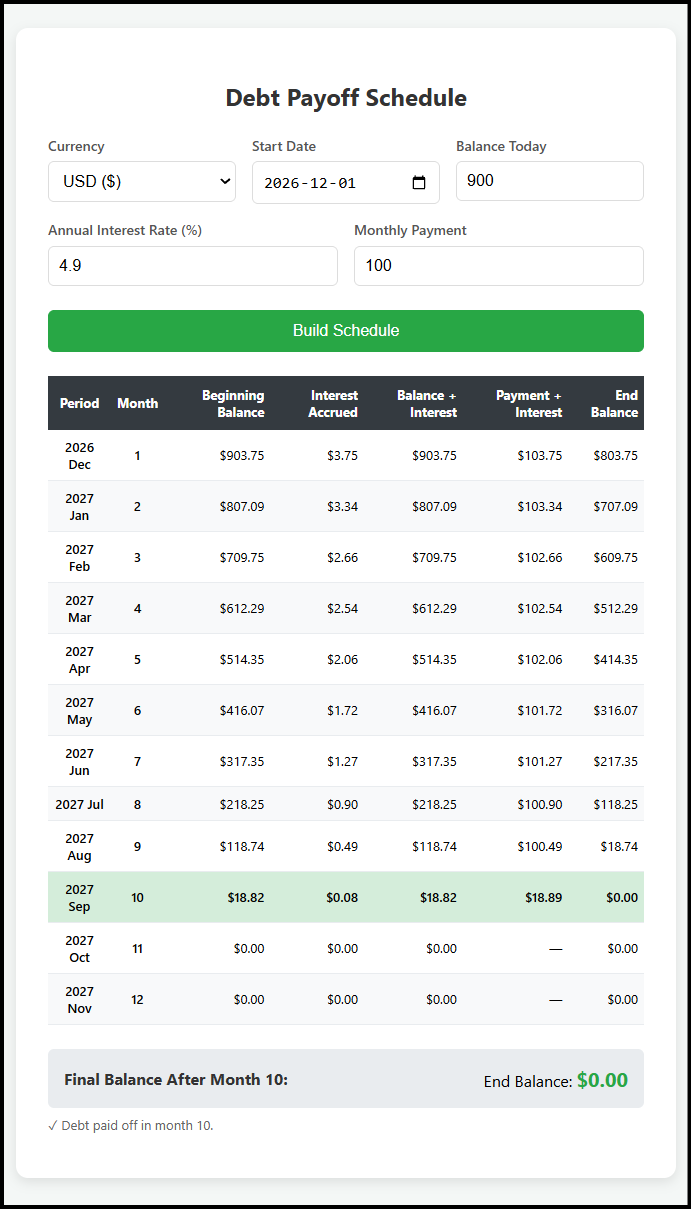 Debt Payoff Schedule
Currency Start Date Balance Today
USD ($) 2026-12-01 900
Annual Interest Rate (%) Monthly Payment
4.9 100
Build Schedule
Period Month Beginning Balance Interest Accrued Balance + Interest Payment + Interest End Balance
2026 Dec 1 $903.75 $3.75 $903.75 $103.75 $803.75
2027 Jan 2 $807.09 $3.34 $807.09 $103.34 $707.09
2027 Feb 3 $709.75 $2.66 $709.75 $102.66 $609.75
2027 Mar 4 $612.29 $2.54 $612.29 $102.54 $512.29
2027 Apr 5 $514.35 $2.06 $514.35 $102.06 $414.35
2027 May 6 $416.07 $1.72 $416.07 $101.72 $316.07
2027 Jun 7 $317.35 $1.27 $317.35 $101.27 $217.35
2027 Jul 8 $218.25 $0.90 $218.25 $100.90 $118.25
2027 Aug 9 $118.74 $0.49 $118.74 $100.49 $18.74
2027 Sep 10 $18.82 $0.08 $18.82 $18.89 $0.00
2027 Oct 11 $0.00 $0.00 $0.00 — $0.00
2027 Nov 12 $0.00 $0.00 $0.00 — $0.00
Final Balance After Month 10: End Balance: $0.00
✓ Debt paid off in month 10.